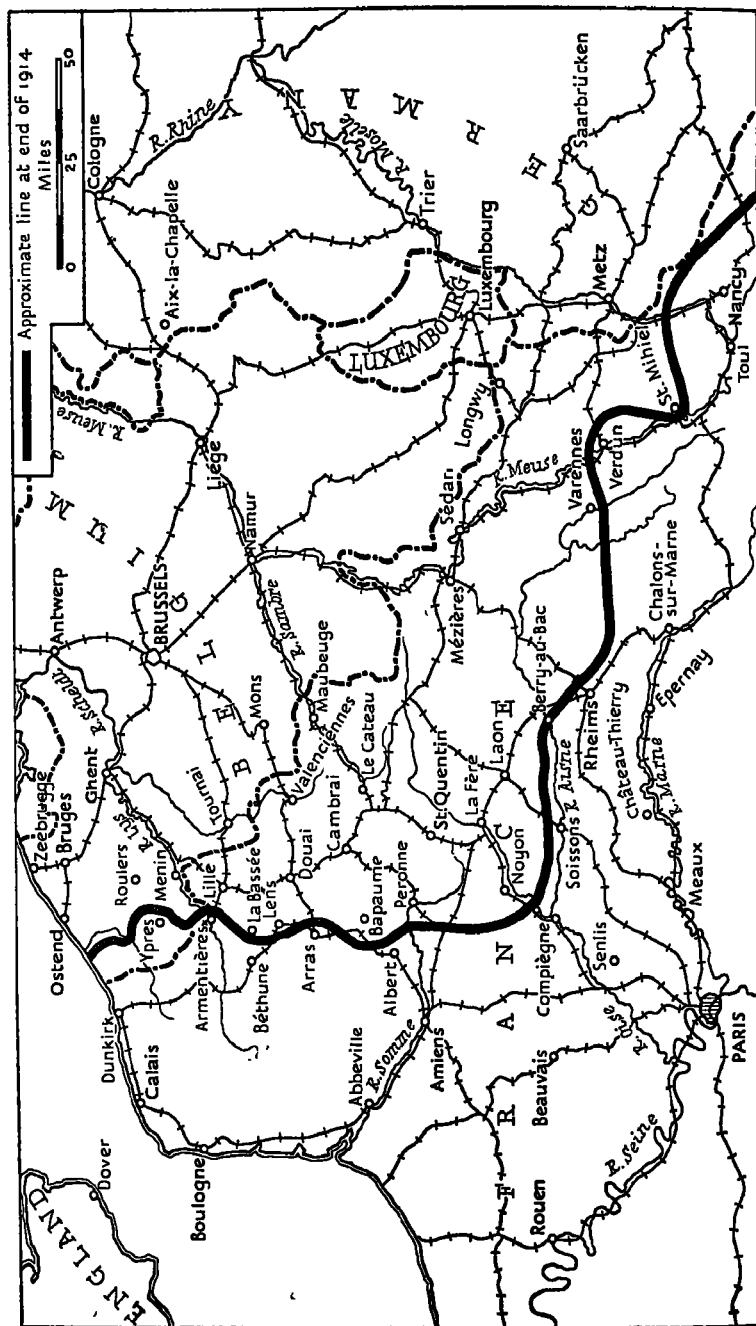 Approximate line at end of 1914
Miles
0 25 50
ENGLAND
Dover
Ostend
Zeebrugge
Bruges
Antwerp
R. Scheldt
Ghent
Dunkirk
Calais
Boulogne
Roulers
Ypres
Menin
R. Lys
BRUSSELS
BELGIUM
R. Meuse
Aix-la-Chapelle
Cologne
R. Rhine
Armentières
Lille
Tournai
Liége
Béthune
La Bassée
Lens
Mons
Namur
Arras
Douai
Valenciennes
Maubeuge
R. Sambre
Abbeville
R. Somme
Albert
Bapaume
Cambrai
Le Cateau
Amiens
Peronne
St. Quentin
LUXEMBOURG
Luxembourg
Trier
R. Moselle
GERMANY
Mézières
Sédan
Longwy
R. Meuse
FRANCE
La Fère
Laon
Noyon
Rouen
Beauvais
Compiègne
Soissons
R. Aisne
Berry-au-Bac
Saarbrücken
R. Oise
Senlis
Rheims
Varennes
Verdun
Metz
R. Seine
Château-Thierry
R. Marne
Epernay
Chalons-
sur-Marne
St. Mihiel
Meaux
PARIS
Toul
Nancy